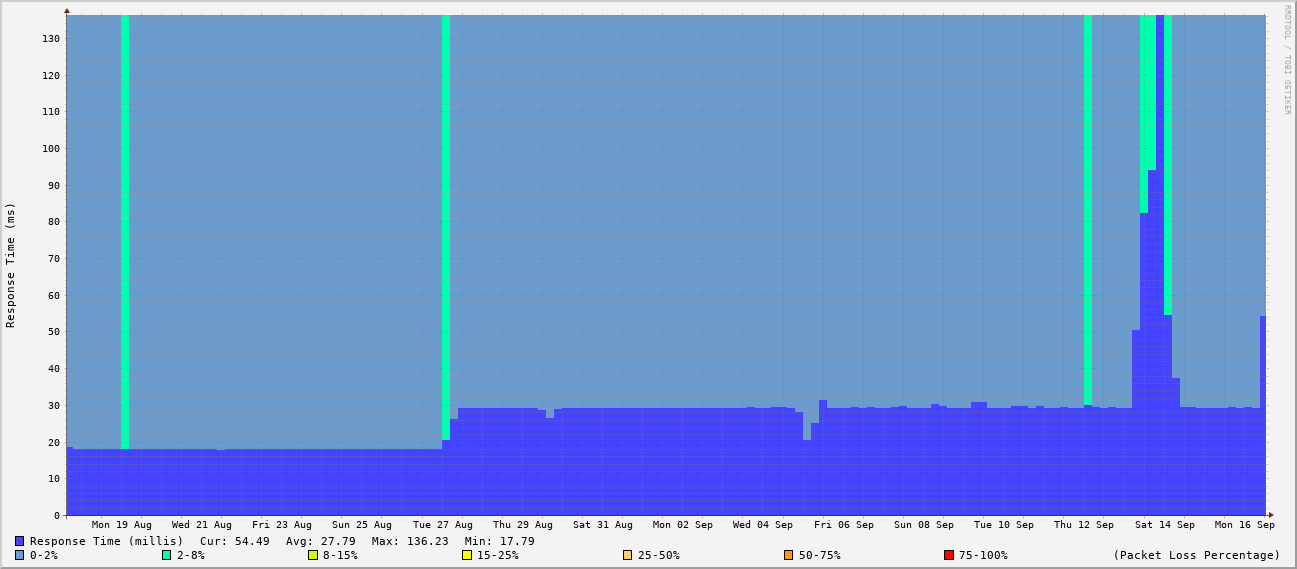 RRDTOOL / TOBI OETIKER
Response Time (ms)
130
120
110
100
90
80
70
60
50
40
30
20
10
0
Mon 19 Aug Wed 21 Aug Fri 23 Aug Sun 25 Aug Tue 27 Aug Thu 29 Aug Sat 31 Aug Mon 02 Sep Wed 04 Sep Fri 06 Sep Sun 08 Sep Tue 10 Sep Thu 12 Sep Sat 14 Sep Mon 16 Sep
Response Time (millis) Cur: 54.49 Avg: 27.79 Max: 136.23 Min: 17.79
0-2% 2-8% 8-15% 15-25% 25-50% 50-75% 75-100% (Packet Loss Percentage)